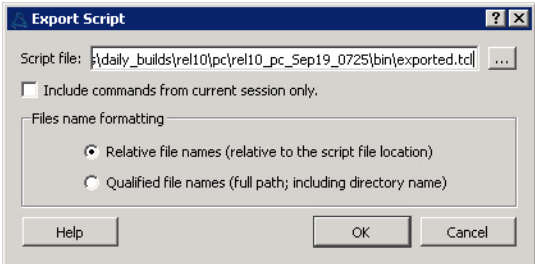 Export Script
Script file: s\daily_builds\rel10\pc\rel10_pc_Sep19_0725\bin\exported.tcl ...
Include commands from current session only.
Files name formatting
Relative file names (relative to the script file location)
Qualified file names (full path; including directory name)
Help OK Cancel